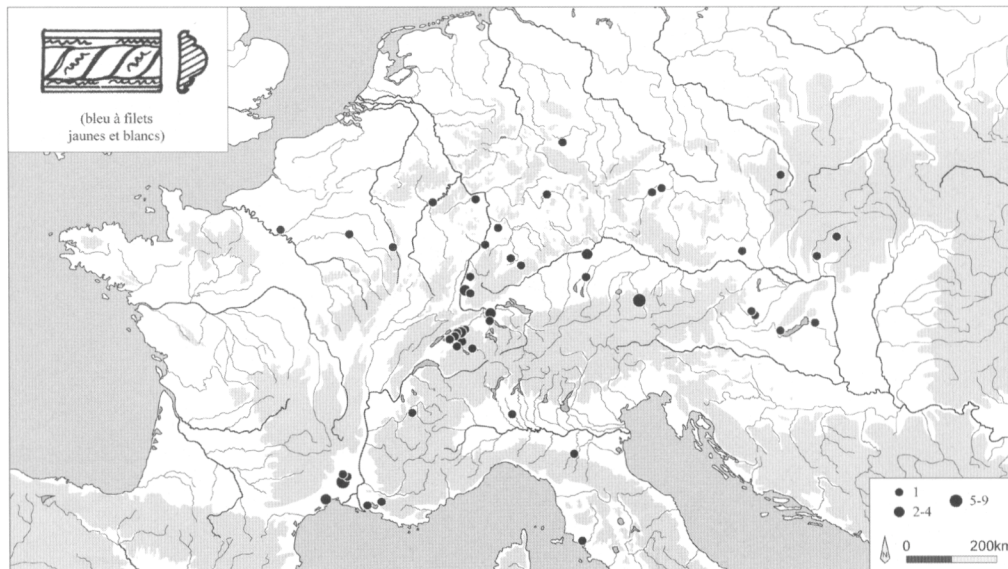 (bleu à filets
jaunes et blancs)
1
2-4
5-9
0 200km